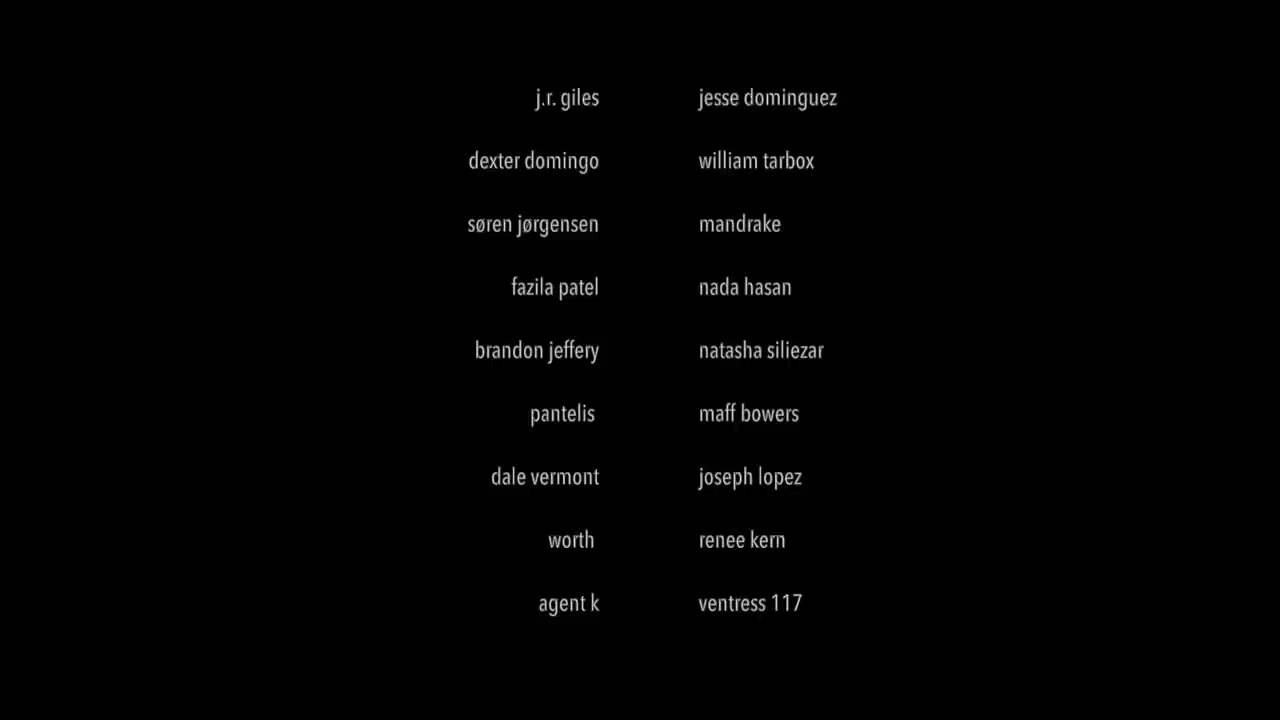 j.r. giles jesse dominguez
dexter domingo william tarbox
søren jørgensen mandrake
fazila patel nada hasan
brandon jeffery natasha siliezar
pantelis maff bowers
dale vermont joseph lopez
worth renee kern
agent k ventress 117